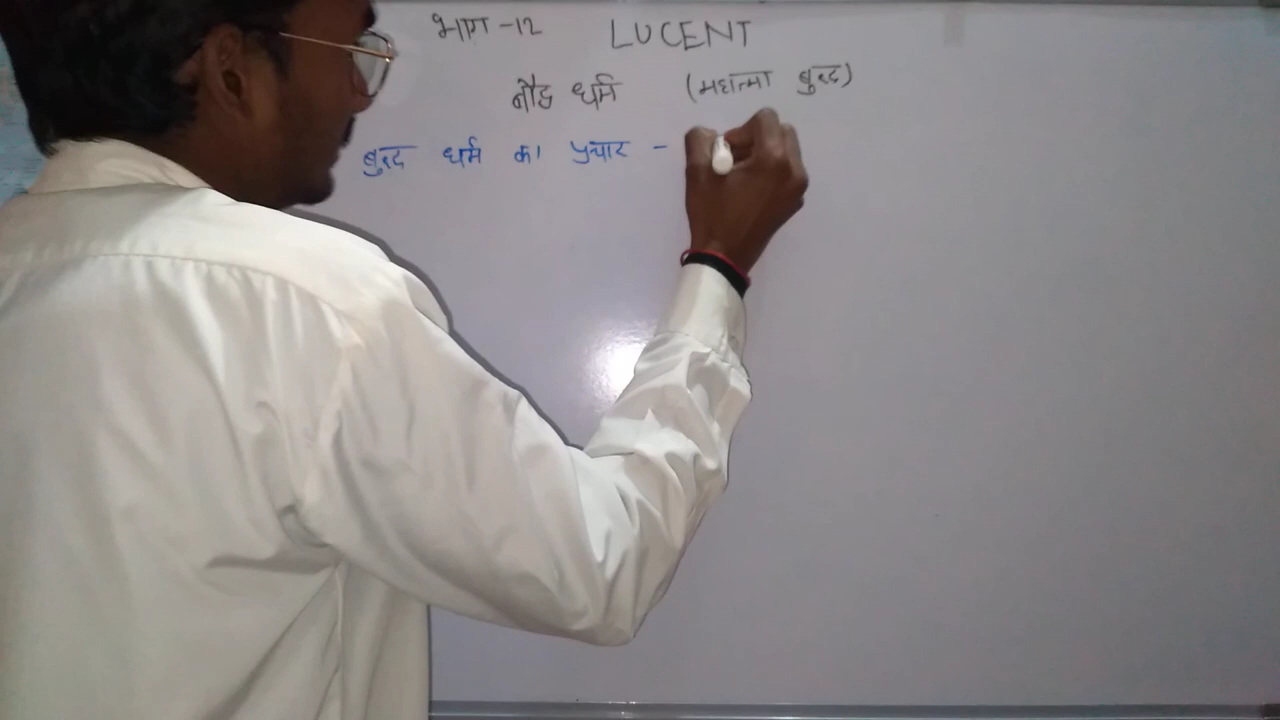 भाग -12 LUCENT
बौद्ध धर्म (महात्मा बुद्ध)
बुद्ध धर्म का प्रचार -